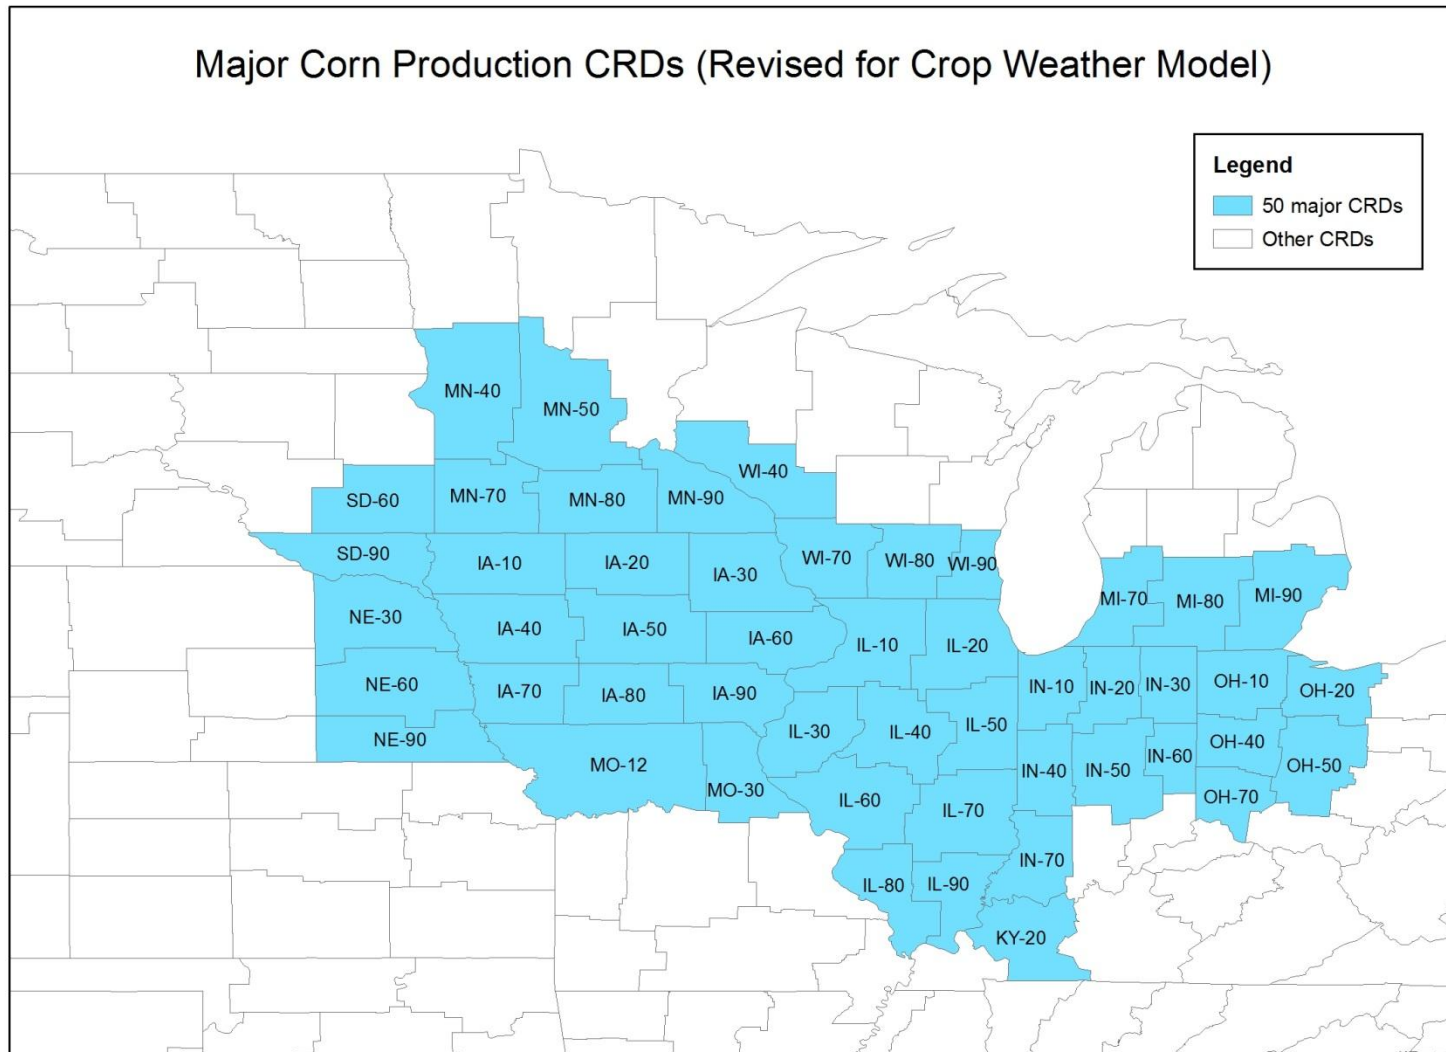 Major Corn Production CRDs (Revised for Crop Weather Model)
Legend
50 major CRDs
Other CRDs
MN-40
MN-50
WI-40
SD-60
MN-70
MN-80
MN-90
SD-90
IA-10
IA-20
IA-30
WI-70
WI-80
WI-90
MI-70
MI-80
MI-90
NE-30
IA-40
IA-50
IA-60
IL-10
IL-20
NE-60
IA-70
IA-80
IA-90
IN-10
IN-20
IN-30
OH-10
OH-20
NE-90
IL-30
IL-40
IL-50
IN-40
IN-50
IN-60
OH-40
OH-50
MO-12
MO-30
IL-60
IL-70
OH-70
IN-70
IL-80
IL-90
KY-20